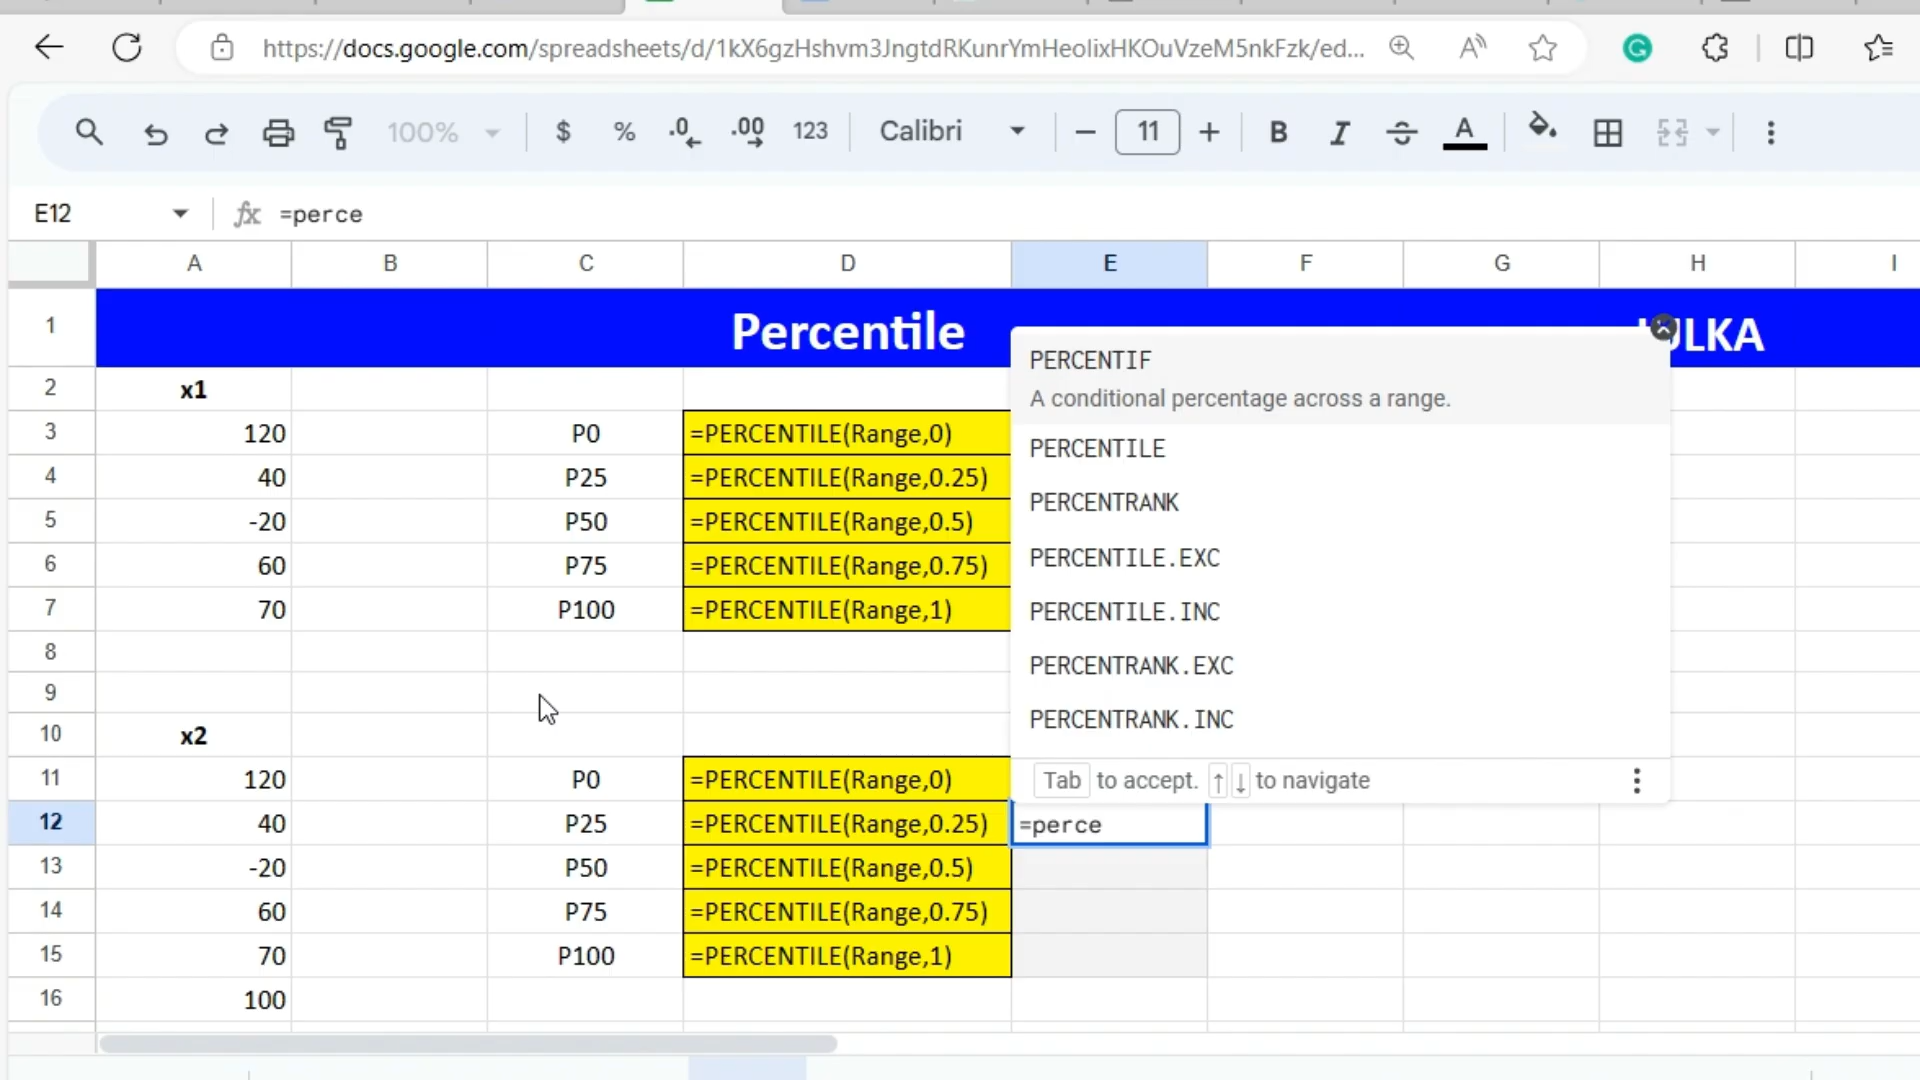 https://docs.google.com/spreadsheets/d/1kX6gzHshvm3JngtdRKunrYmHeolixHKOuVzeM5nkFzk/ed...
100% $ % .0 .00 123 Calibri 11 B I A
E12 fx =perce
A B C D E F G H I
1 Percentile
2 x1
3 120 P0 =PERCENTILE(Range,0)
4 40 P25 =PERCENTILE(Range,0.25)
5 -20 P50 =PERCENTILE(Range,0.5)
6 60 P75 =PERCENTILE(Range,0.75)
7 70 P100 =PERCENTILE(Range,1)
8
9
10 x2
11 120 P0 =PERCENTILE(Range,0)
12 40 P25 =PERCENTILE(Range,0.25) =perce
13 -20 P50 =PERCENTILE(Range,0.5)
14 60 P75 =PERCENTILE(Range,0.75)
15 70 P100 =PERCENTILE(Range,1)
16 100
PERCENTIF
A conditional percentage across a range.
PERCENTILE
PERCENTRANK
PERCENTILE.EXC
PERCENTILE.INC
PERCENTRANK.EXC
PERCENTRANK.INC
Tab to accept. ↑ ↓ to navigate